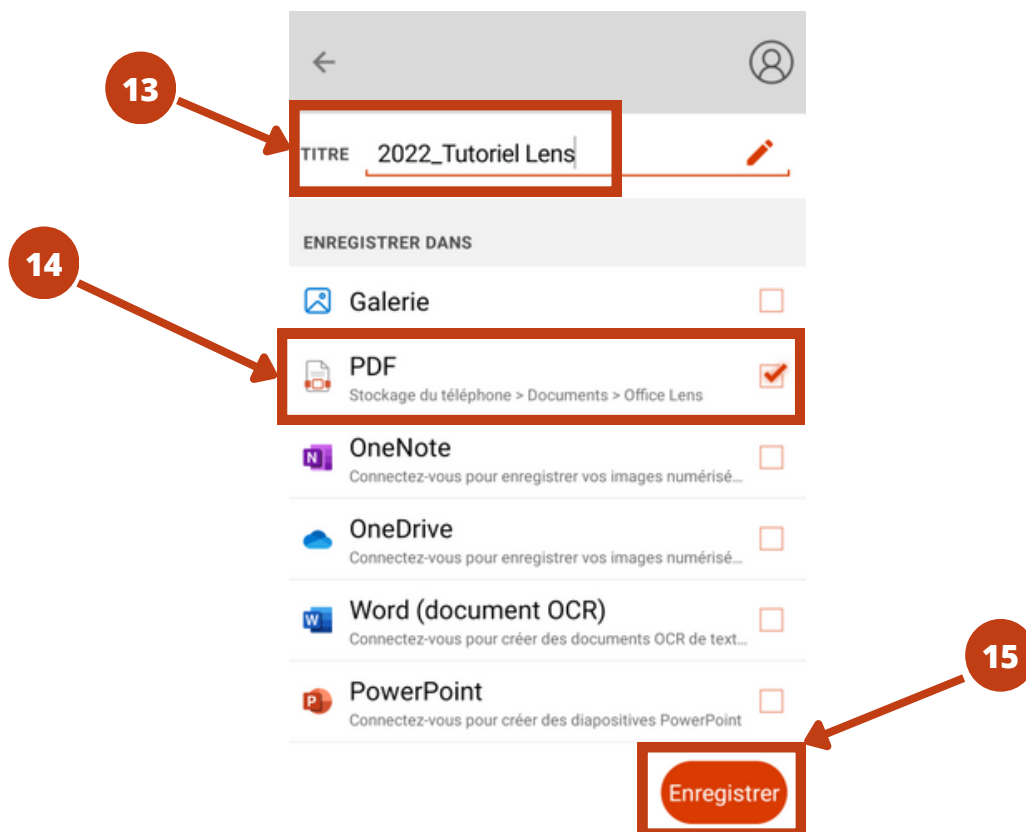 13
TITRE 2022_Tutoriel Lens
ENREGISTRER DANS
14
Galerie
PDF
Stockage du téléphone > Documents > Office Lens
N OneNote
Connectez-vous pour enregistrer vos images numérisé...
OneDrive
Connectez-vous pour enregistrer vos images numérisé...
W Word (document OCR)
Connectez-vous pour créer des documents OCR de text...
15
P PowerPoint
Connectez-vous pour créer des diapositives PowerPoint
Enregistrer